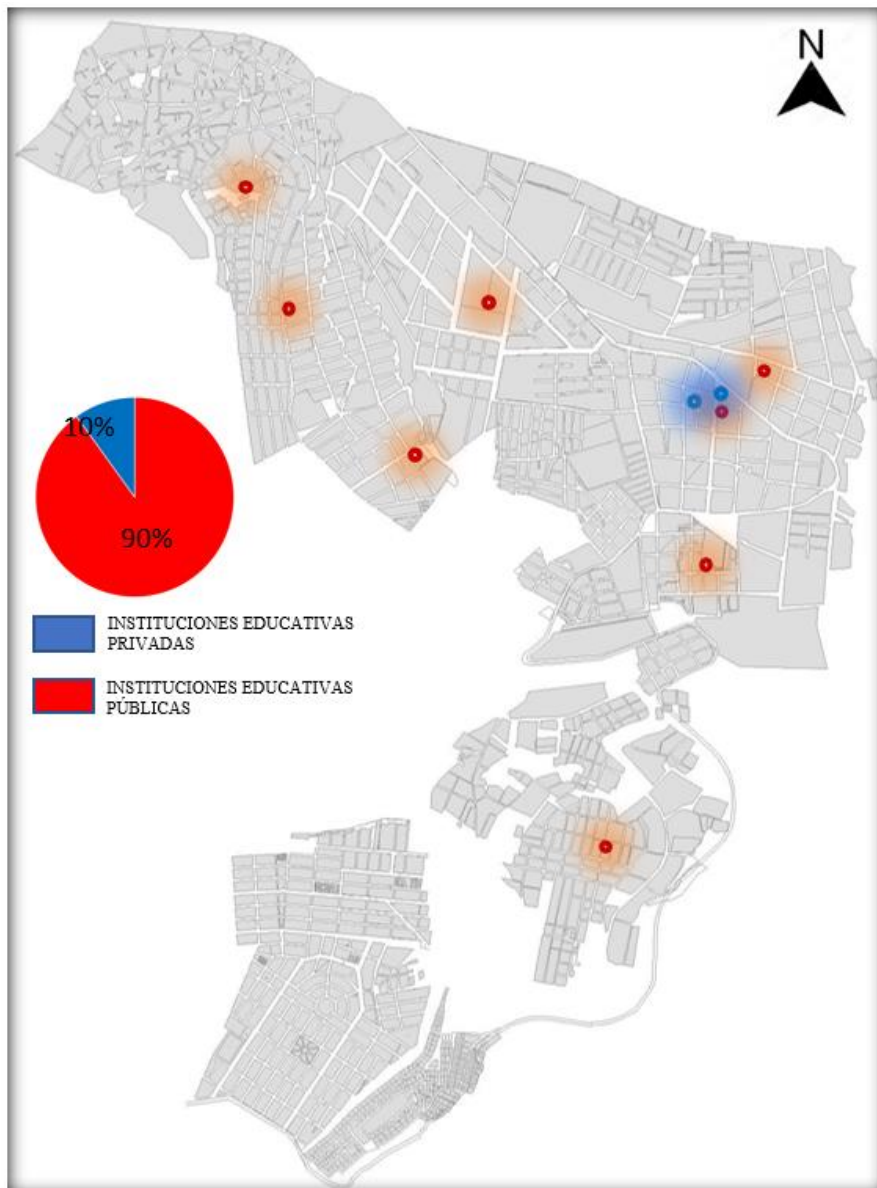 N
10%
90%
INSTITUCIONES EDUCATIVAS
PRIVADAS
INSTITUCIONES EDUCATIVAS
PÚBLICAS